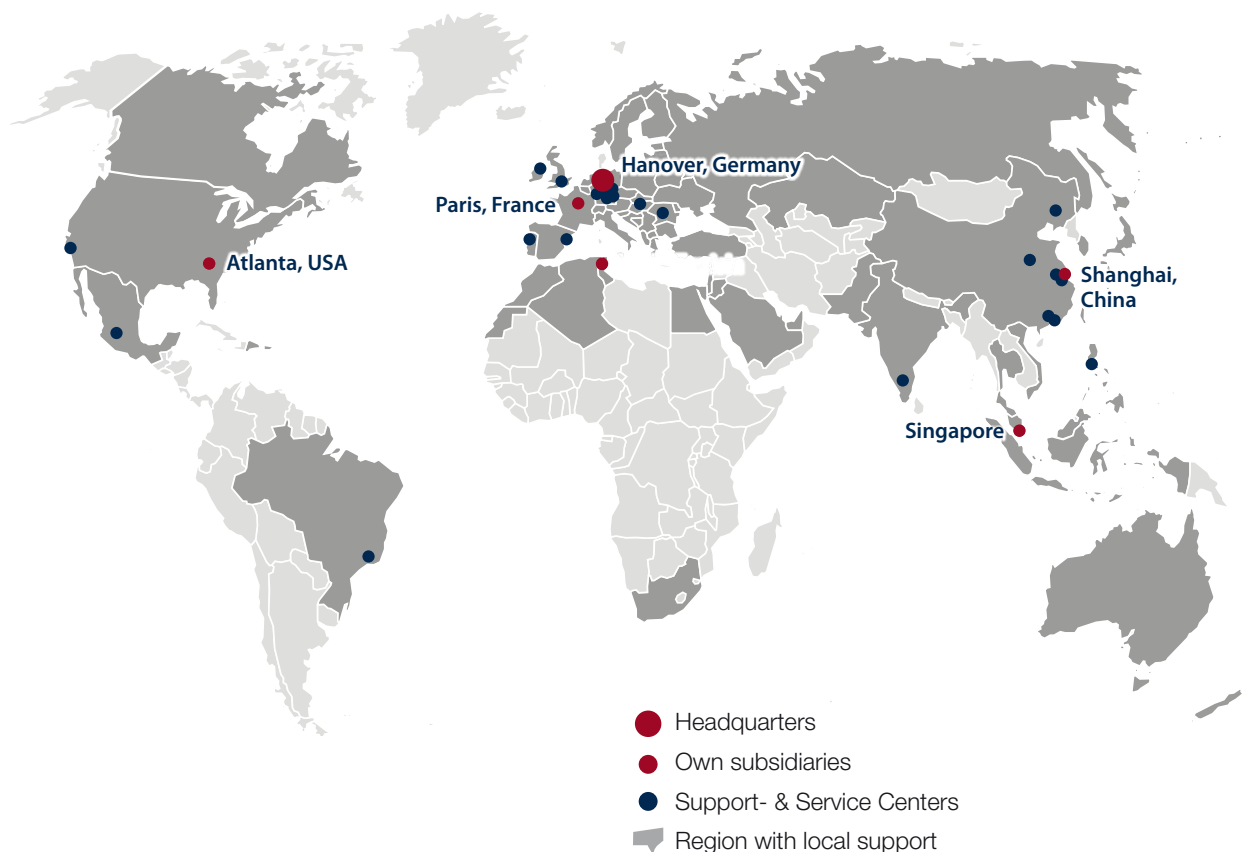 Hanover, Germany
Paris, France
Atlanta, USA
Shanghai,
China
Singapore
Headquarters
Own subsidiaries
Support- & Service Centers
Region with local support